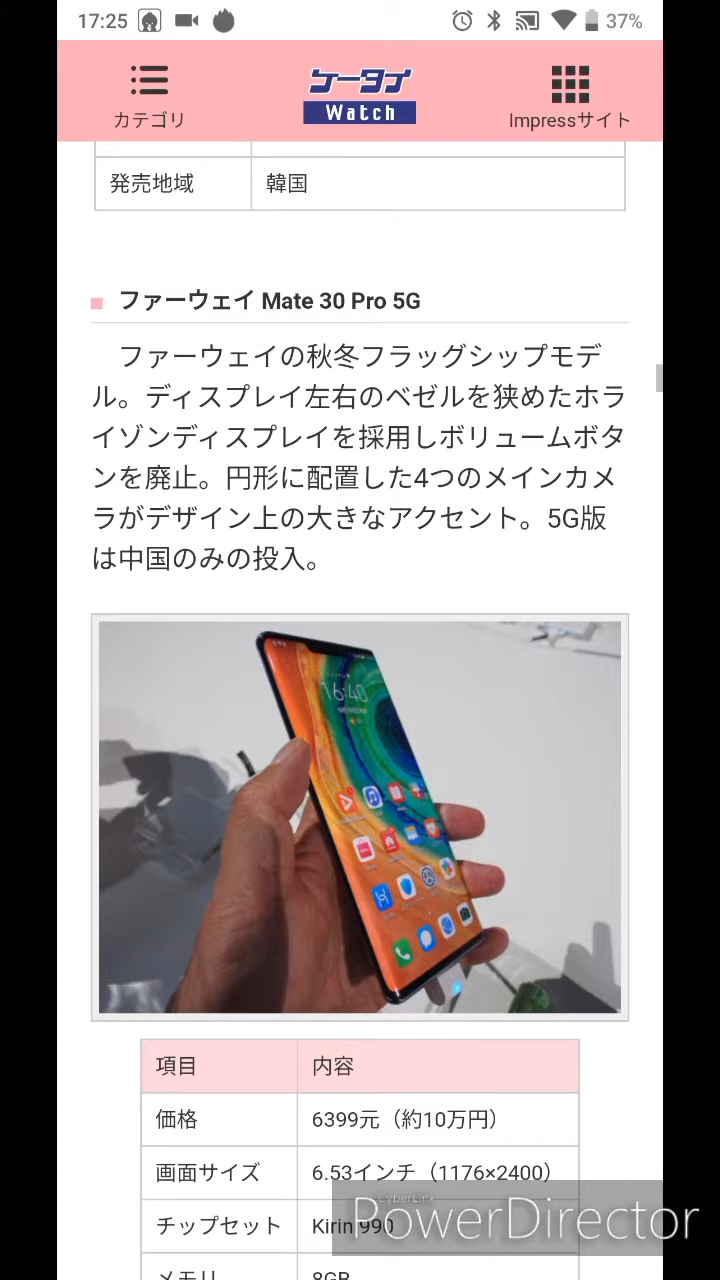 17:25
37%
カテゴリ
ケータイ
Watch
Impressサイト
発売地域 韓国
ファーウェイ Mate 30 Pro 5G
ファーウェイの秋冬フラッグシップモデ
ル。ディスプレイ左右のベゼルを狭めたホラ
イゾンディスプレイを採用しボリュームボタ
ンを廃止。円形に配置した4つのメインカメ
ラがデザイン上の大きなアクセント。5G版
は中国のみの投入。
16:40
項目 内容
価格 6399元（約10万円）
画面サイズ 6.53インチ（1176×2400）
チップセット Kirin 990
メモリ 8GB
CyberLink
PowerDirector